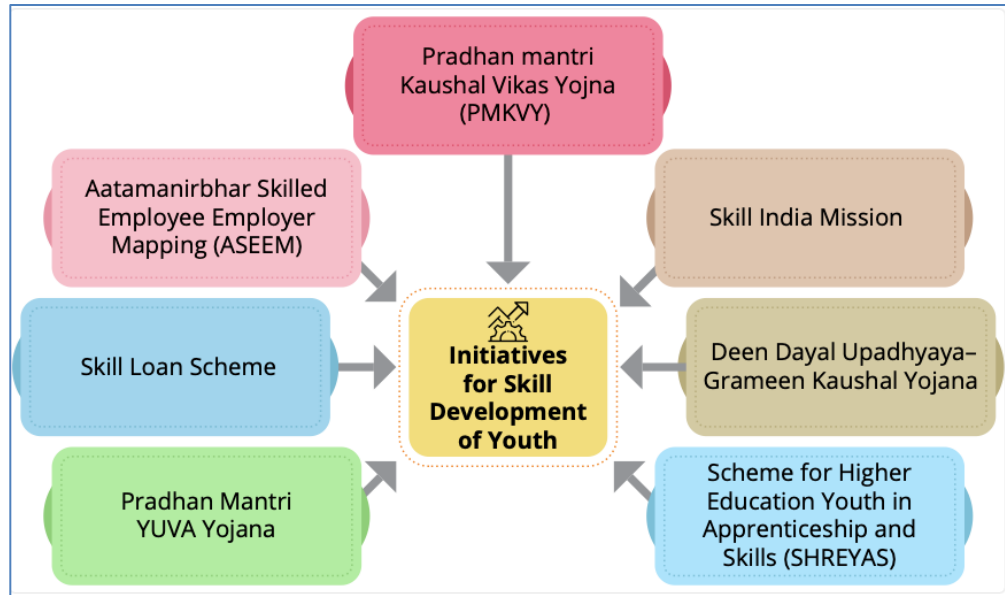 Pradhan mantri
Kaushal Vikas Yojna
(PMKVY)
Aatamanirbhar Skilled
Employee Employer
Mapping (ASEEM)
Skill India Mission
Skill Loan Scheme
Initiatives
for Skill
Development
of Youth
Deen Dayal Upadhyaya–
Grameen Kaushal Yojana
Pradhan Mantri
YUVA Yojana
Scheme for Higher
Education Youth in
Apprenticeship and
Skills (SHREYAS)